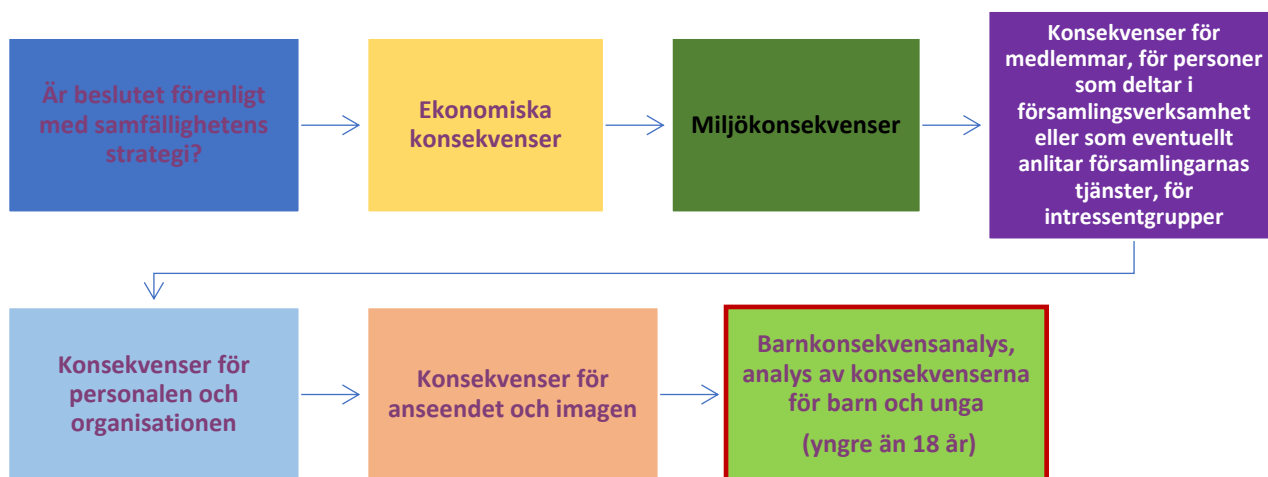 Är beslutet förenligt
med samfällighetens
strategi?
Ekonomiska
konsekvenser
Miljökonsekvenser
Konsekvenser för
medlemmar, för personer
som deltar i
församlingsverksamhet
eller som eventuellt
anlitar församlingarnas
tjänster, för
intressentgrupper
Konsekvenser för
personalen och
organisationen
Konsekvenser för
anseendet och imagen
Barnkonsekvensanalys,
analys av konsekvenserna
för barn och unga
(yngre än 18 år)